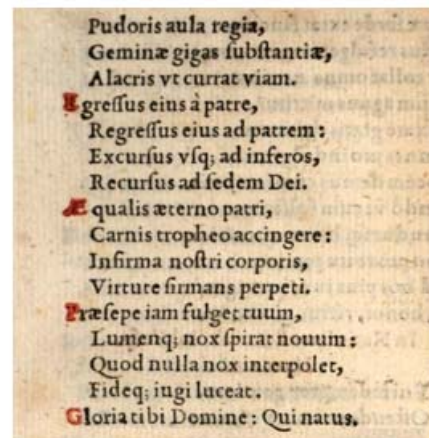 Pudoris aula regia,
Geminæ gigas ſubſtantiæ,
Alacris vt currat viam.
Egreſſus eius à patre,
Regreſſus eius ad patrem:
Excurſus vſq; ad inferos,
Recurſus ad ſedem Dei.
Æqualis æterno patri,
Carnis tropheo accingere:
Infirma noſtri corporis,
Virtute firmans perpeti.
Præſepe iam fulget tuum,
Lumenq; nox ſpirat nouum:
Quod nulla nox interpolet,
Fideq; iugi luceat.
Gloria tibi Domine: Qui natus.